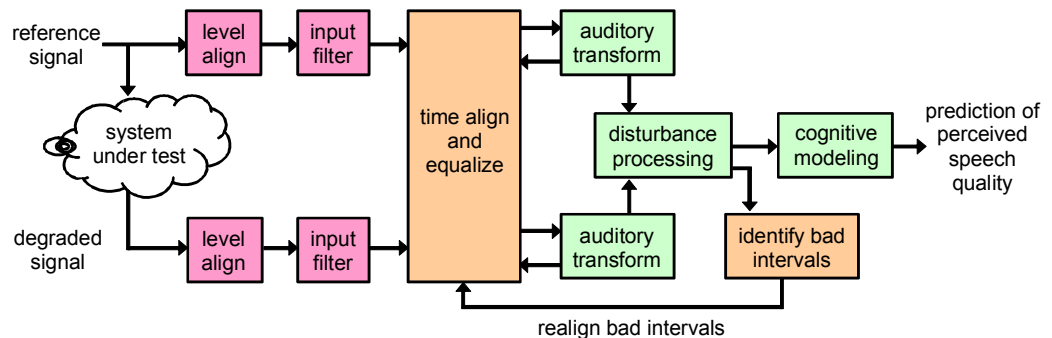 reference
signal
level
align
input
filter
time align
and
equalize
auditory
transform
system
under test
disturbance
processing
cognitive
modeling
prediction of
perceived
speech
quality
degraded
signal
level
align
input
filter
auditory
transform
identify bad
intervals
realign bad intervals